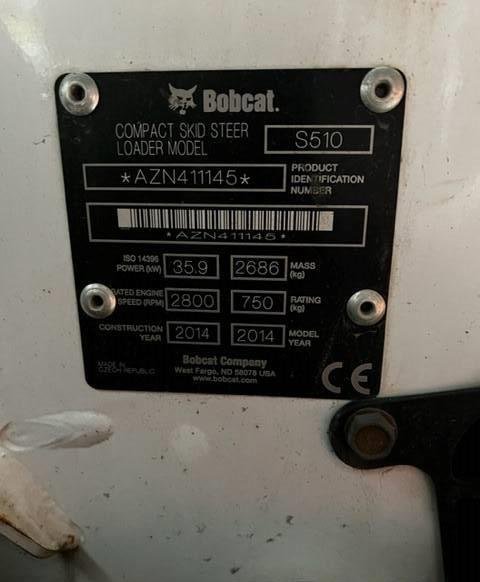 Bobcat.
COMPACT SKID STEER
LOADER MODEL
S510
*AZN411145*
PRODUCT
IDENTIFICATION
NUMBER
*AZN411145*
ISO 14396
POWER (kW)
35.9
2686
MASS
(kg)
RATED ENGINE
SPEED (RPM)
2800
750
RATING
(kg)
CONSTRUCTION
YEAR
2014
2014
MODEL
YEAR
MADE IN
CZECH REPUBLIC
Bobcat Company
West Fargo, ND 58078 USA
www.bobcat.com
CE